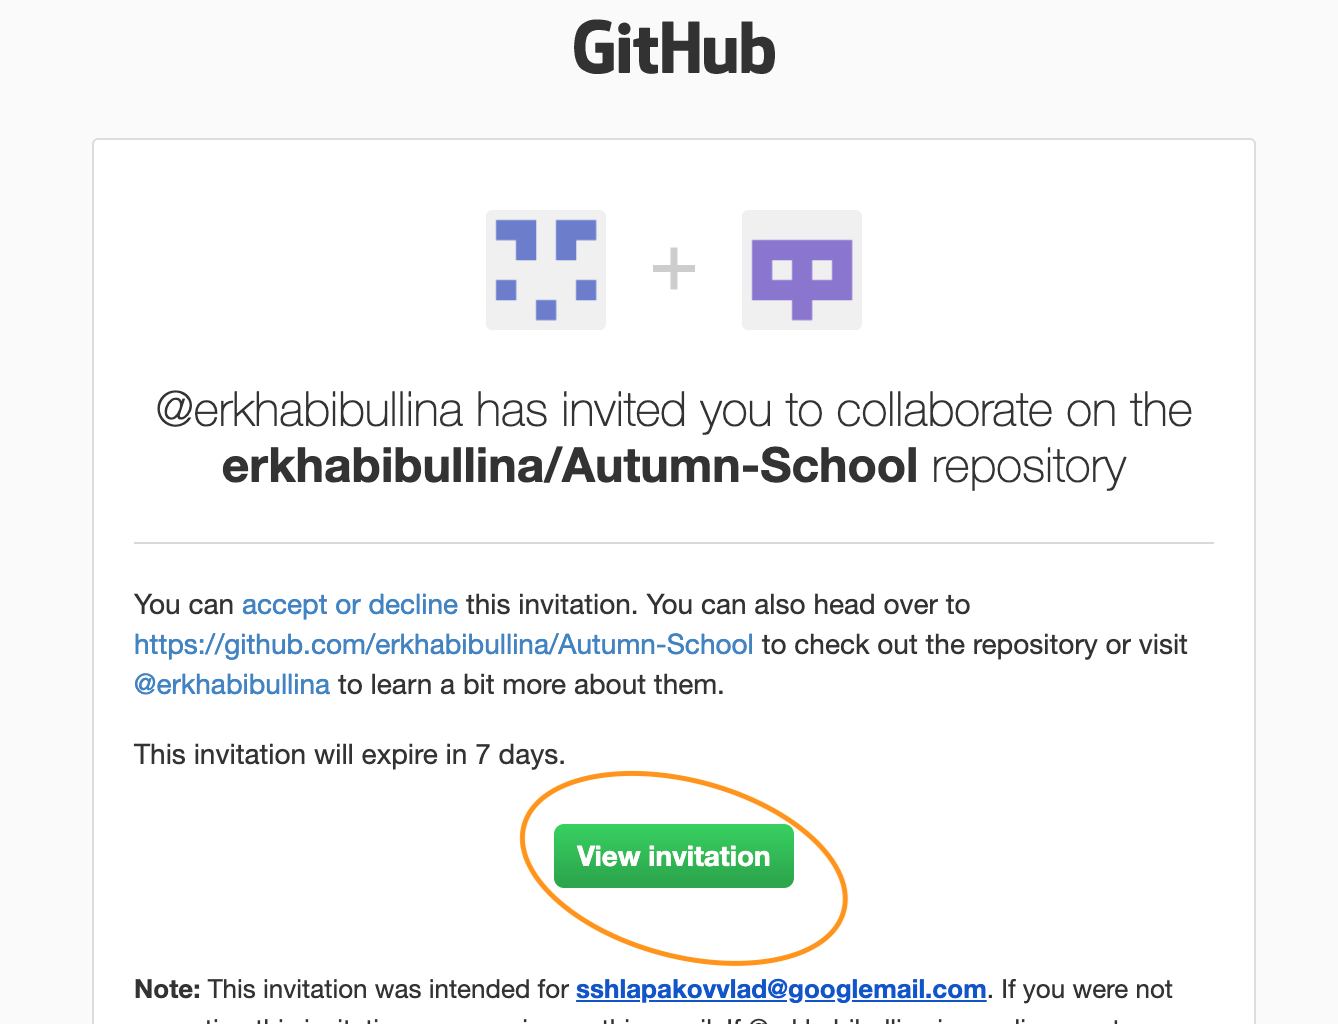 GitHub
@erkhabibullina has invited you to collaborate on the
erkhabibullina/Autumn-School repository
You can accept or decline this invitation. You can also head over to
https://github.com/erkhabibullina/Autumn-School to check out the repository or visit
@erkhabibullina to learn a bit more about them.
This invitation will expire in 7 days.
View invitation
Note: This invitation was intended for sshlapakovvlad@googlemail.com. If you were not